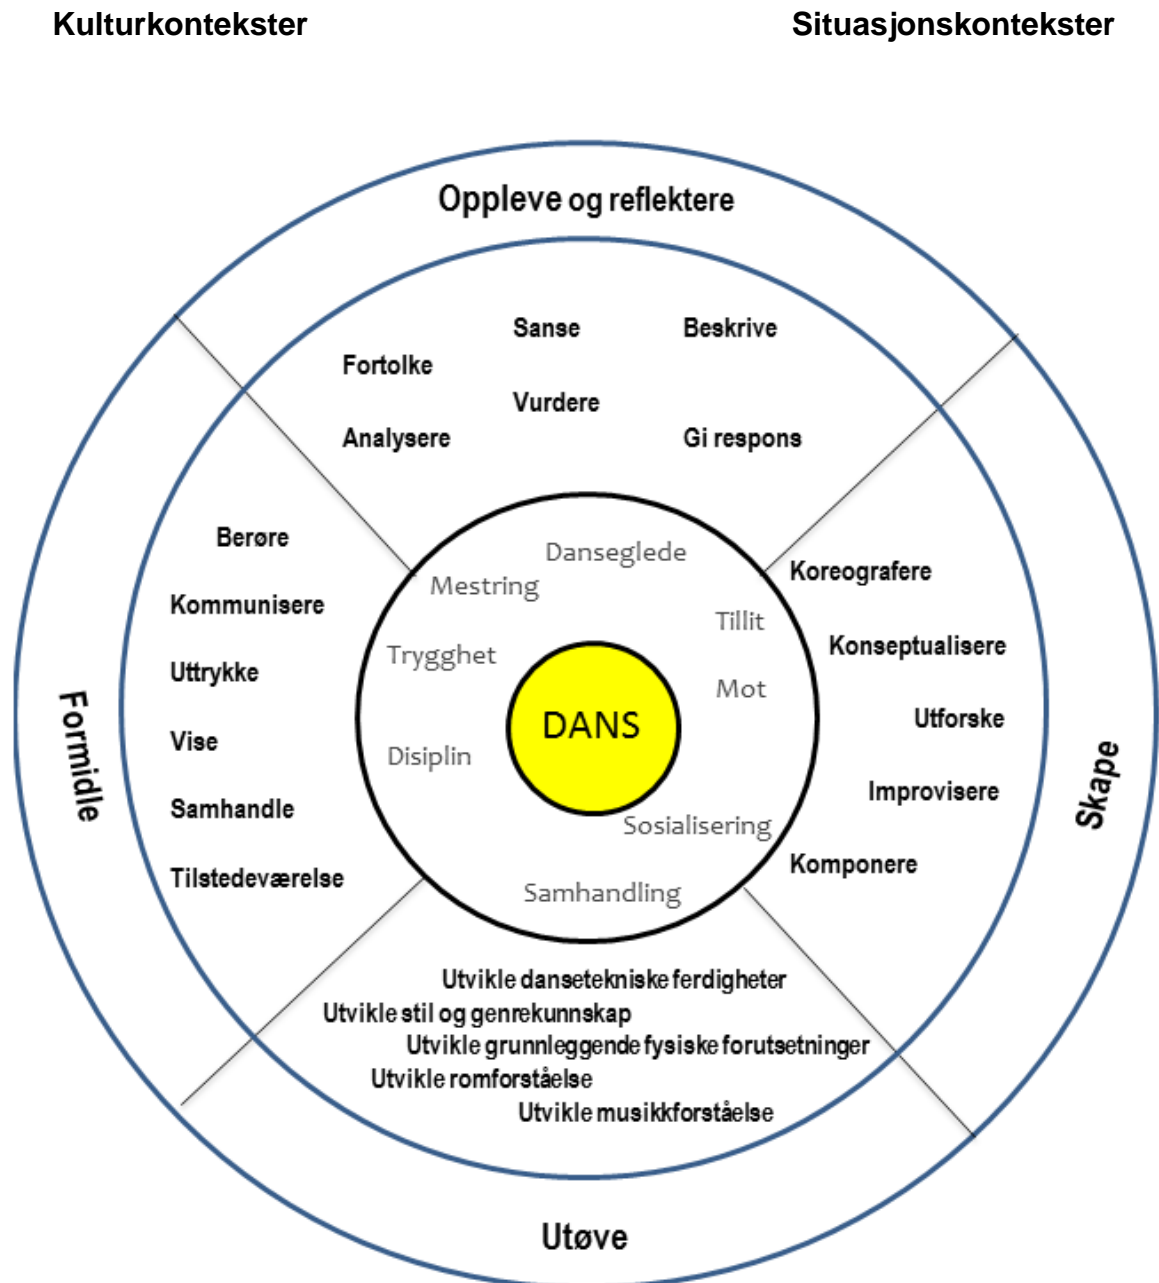 Kulturkontekster
Situasjonskontekster
Oppleve og reflektere
Sanse
Beskrive
Fortolke
Vurdere
Analysere
Gi respons
Formidle
Berøre
Kommunisere
Uttrykke
Vise
Samhandle
Tilstedeværelse
Danseglede
Mestring
Tillit
Trygghet
Mot
DANS
Disiplin
Sosialisering
Samhandling
Koreografere
Konseptualisere
Utforske
Improvisere
Komponere
Skape
Utvikle dansetekniske ferdigheter
Utvikle stil og genrekunnskap
Utvikle grunnleggende fysiske forutsetninger
Utvikle romforståelse
Utvikle musikkforståelse
Utøve